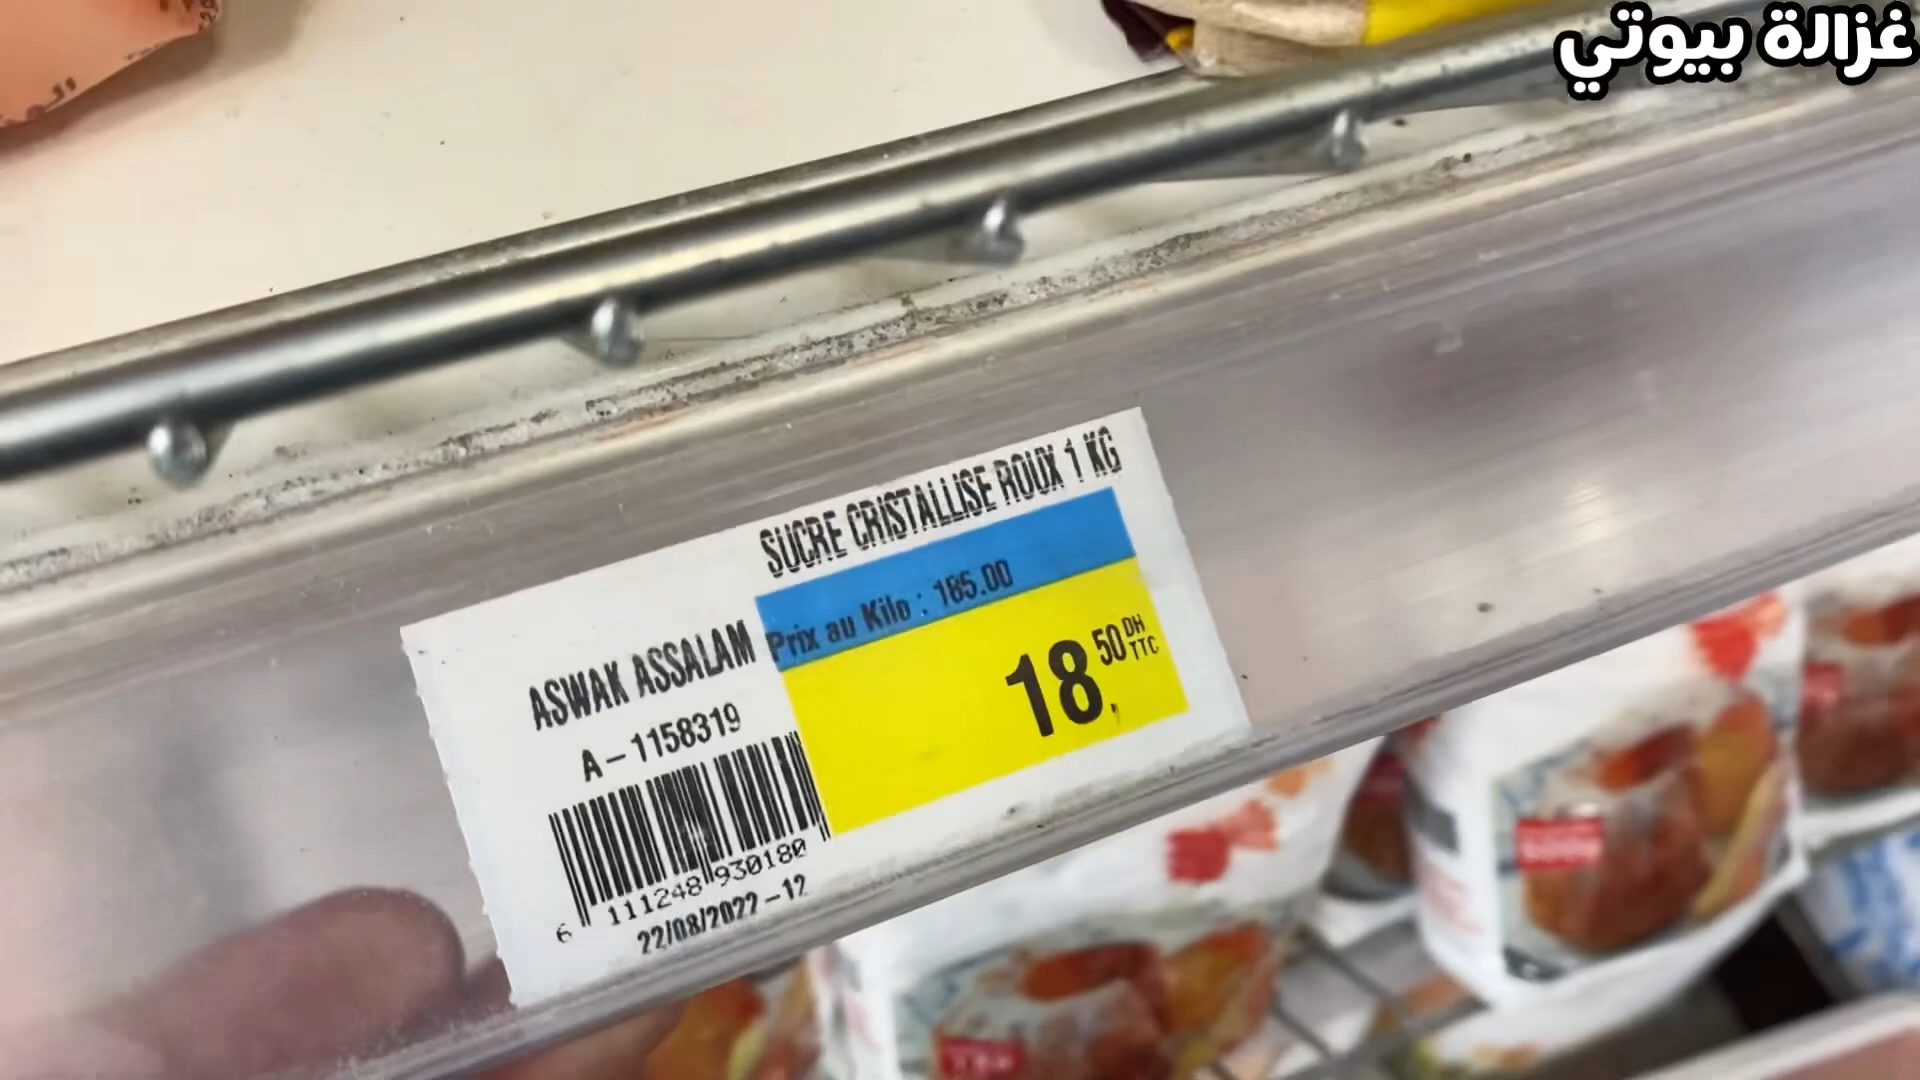 غزالة بيوتي
SUCRE CRISTALLISE ROUX 1 KG
Prix au Kilo : 185.00
18,50 DH TTC
ASWAK ASSALAM
A-1158319
6 111248 930180
22/08/2022-12